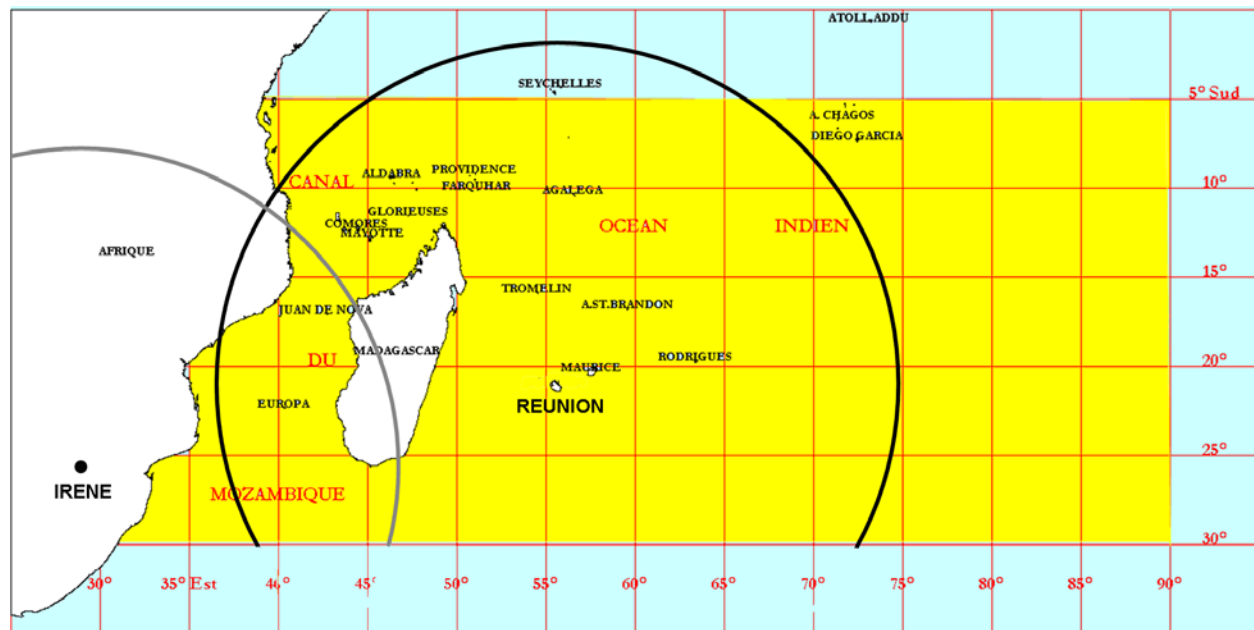 ATOLL ADDU
SEYCHELLES
5° Sud
A. CHAGOS
DIEGO GARCIA
ALDABRA
PROVIDENCE
CANAL
FARQUHAR
AGALEGA
10°
GLORIEUSES
COMORES
MAYOTTE
OCEAN
INDIEN
AFRIQUE
15°
TROMELIN
JUAN DE NOVA
A.ST.BRANDON
MADAGASCAR
DU
RODRIGUES
20°
MAURICE
EUROPA
REUNION
25°
IRENE
MOZAMBIQUE
30°
30°
35° Est
40°
45°
50°
55°
60°
65°
70°
75°
80°
85°
90°